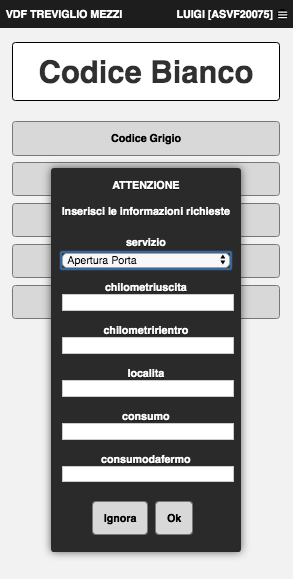 VDF TREVIGLIO MEZZI LUIGI [ASVF20075]
Codice Bianco
Codice Grigio
ATTENZIONE
Inserisci le informazioni richieste
servizio
Apertura Porta
chilometriuscita
chilometririentro
localita
consumo
consumodafermo
Ignora Ok